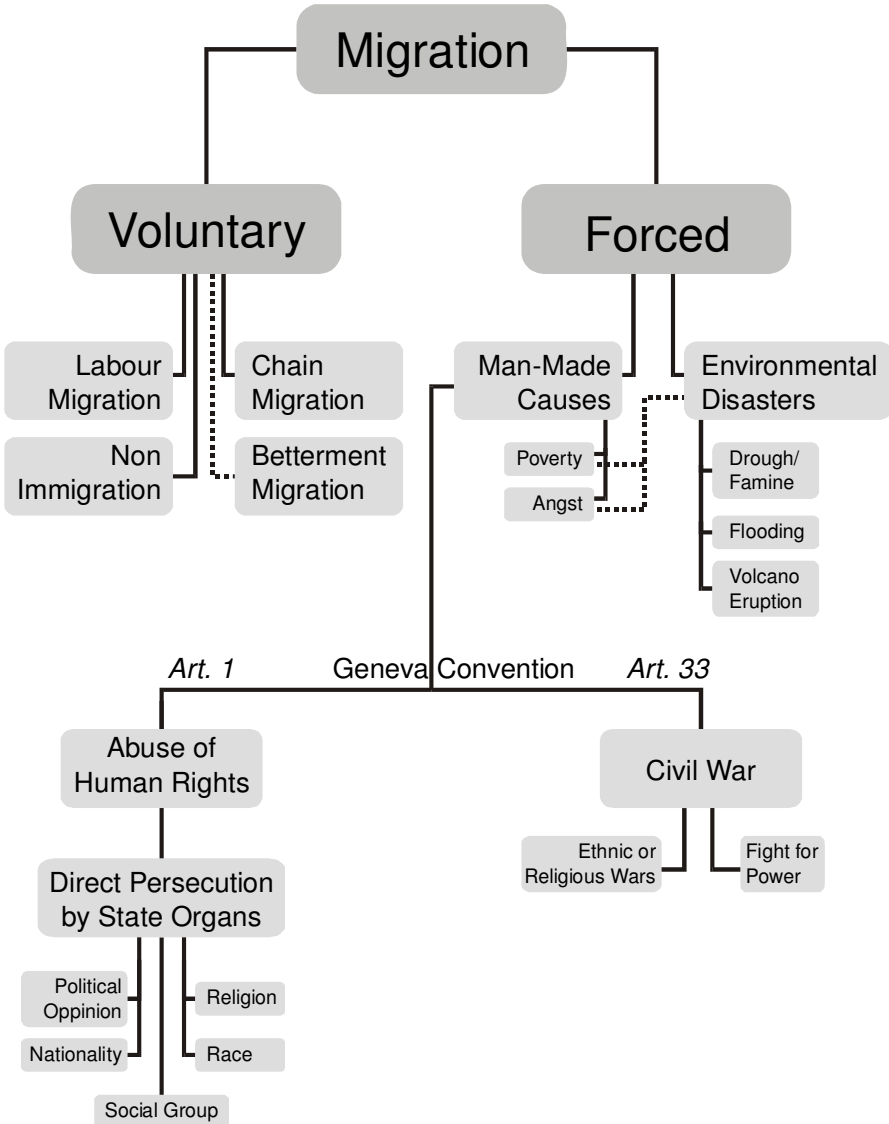 Migration
Voluntary
Forced
Labour
Migration
Chain
Migration
Non
Immigration
Betterment
Migration
Man-Made
Causes
Environmental
Disasters
Poverty
Angst
Drough/
Famine
Flooding
Volcano
Eruption
Art. 1 Geneva Convention Art. 33
Abuse of
Human Rights
Civil War
Ethnic or
Religious Wars
Fight for
Power
Direct Persecution
by State Organs
Political
Oppinion
Religion
Nationality
Race
Social Group